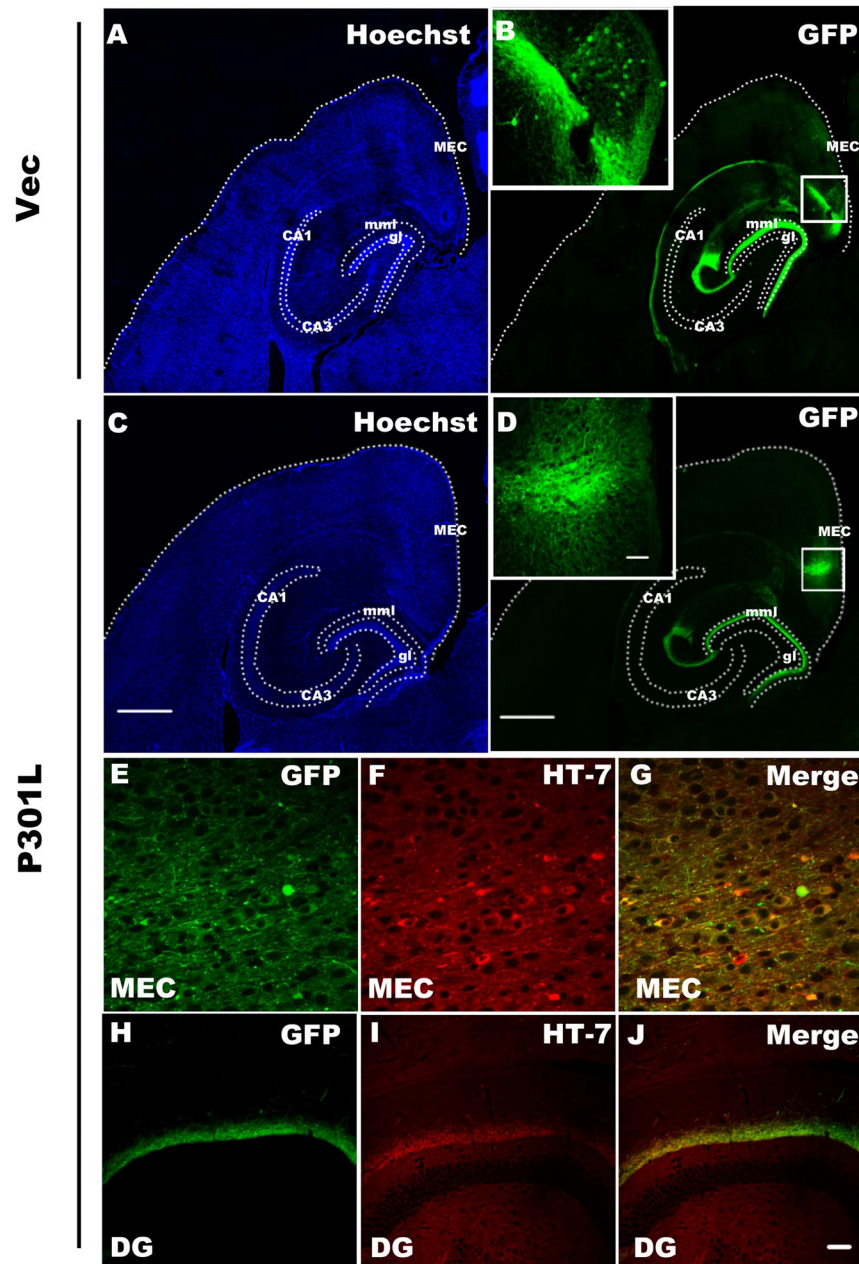 Vec
A
Hoechst
MEC
CA1
mml
gl
CA3
B
GFP
MEC
CA1
mml
gl
CA3
P301L
C
Hoechst
MEC
CA1
mml
gl
CA3
D
GFP
MEC
CA1
mml
gl
CA3
E
GFP
MEC
F
HT-7
MEC
G
Merge
MEC
H
GFP
DG
I
HT-7
DG
J
Merge
DG